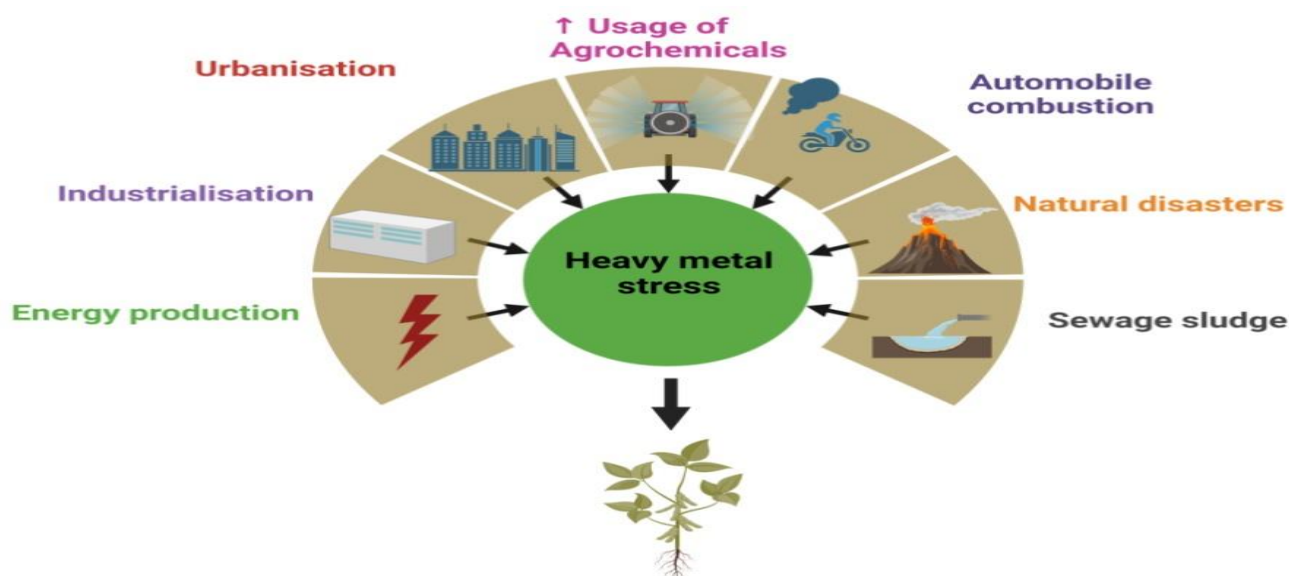 ↑ Usage of
Agrochemicals
Urbanisation
Automobile
combustion
Industrialisation
Natural disasters
Heavy metal
stress
Energy production
Sewage sludge